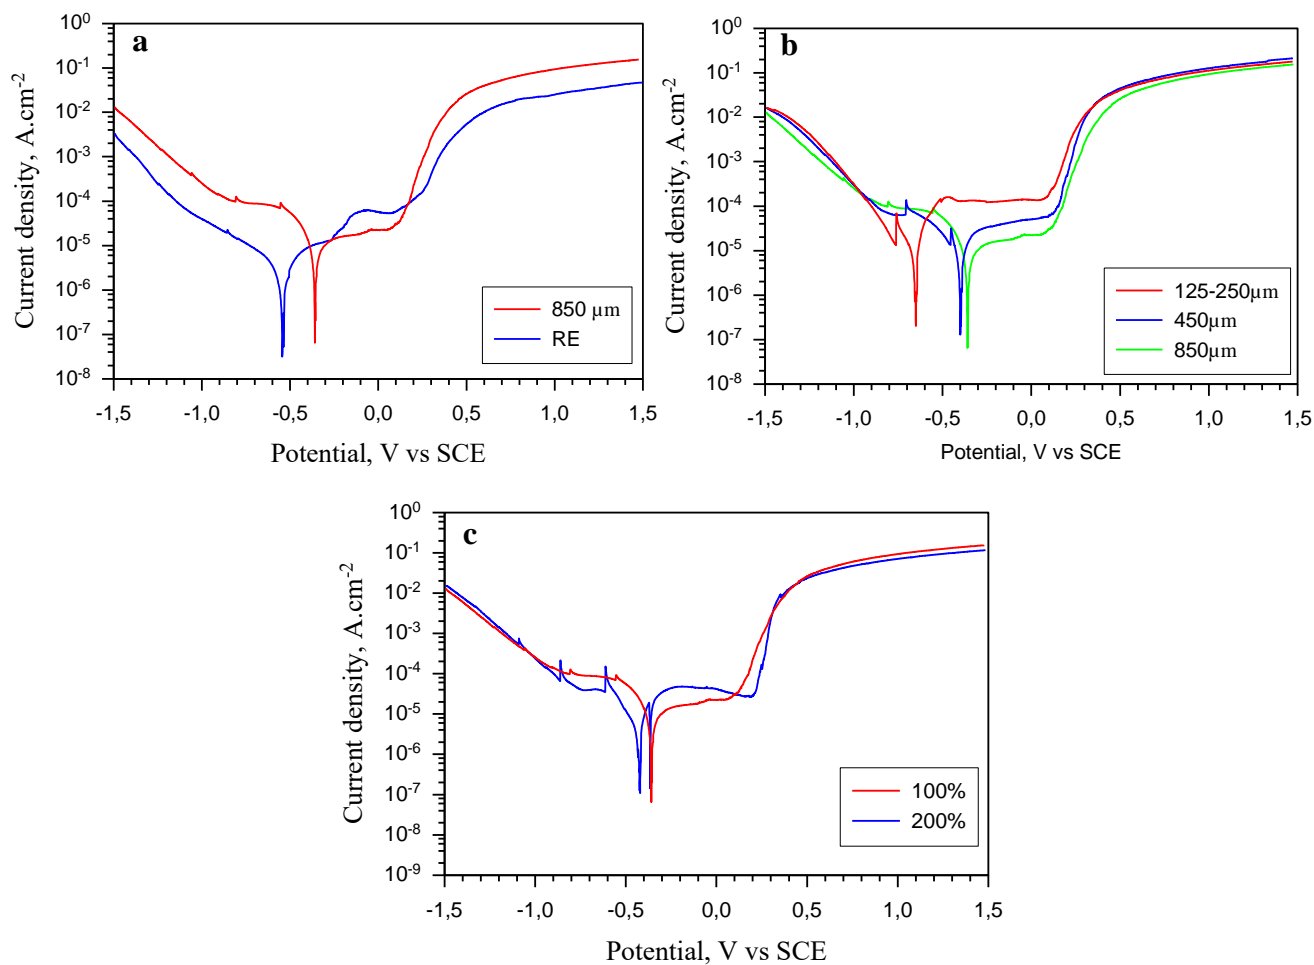 a
10^0
10^-1
10^-2
10^-3
10^-4
10^-5
10^-6
10^-7
10^-8
Current density, A.cm^-2
850 µm
RE
-1,5 -1,0 -0,5 0,0 0,5 1,0 1,5
Potential, V vs SCE
b
10^0
10^-1
10^-2
10^-3
10^-4
10^-5
10^-6
10^-7
10^-8
Current density, A.cm^-2
125-250µm
450µm
850µm
-1,5 -1,0 -0,5 0,0 0,5 1,0 1,5
Potential, V vs SCE
c
10^0
10^-1
10^-2
10^-3
10^-4
10^-5
10^-6
10^-7
10^-8
10^-9
Current density, A.cm^-2
100%
200%
-1,5 -1,0 -0,5 0,0 0,5 1,0 1,5
Potential, V vs SCE